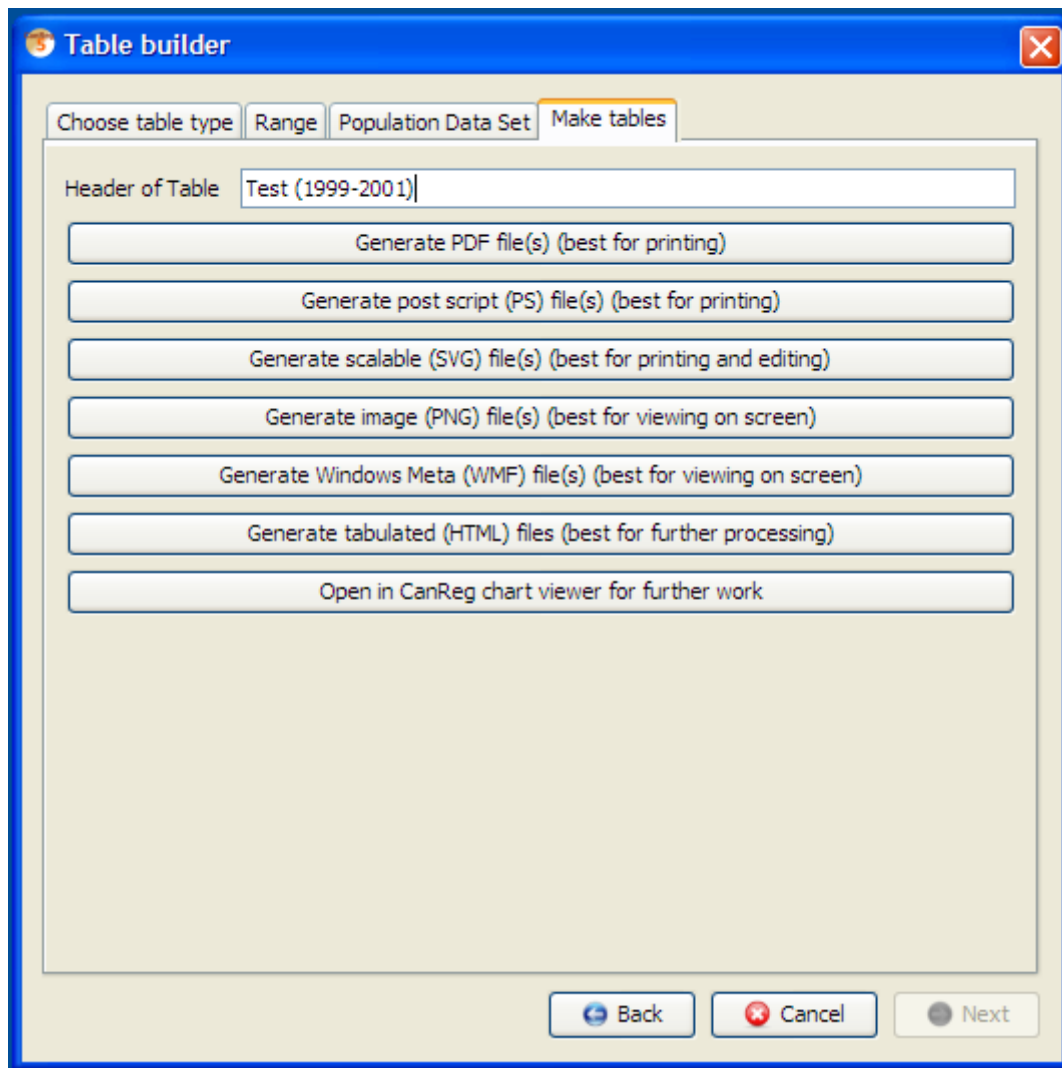 Table builder
Choose table type Range Population Data Set Make tables
Header of Table Test (1999-2001)
Generate PDF file(s) (best for printing)
Generate post script (PS) file(s) (best for printing)
Generate scalable (SVG) file(s) (best for printing and editing)
Generate image (PNG) file(s) (best for viewing on screen)
Generate Windows Meta (WMF) file(s) (best for viewing on screen)
Generate tabulated (HTML) files (best for further processing)
Open in CanReg chart viewer for further work
Back Cancel Next